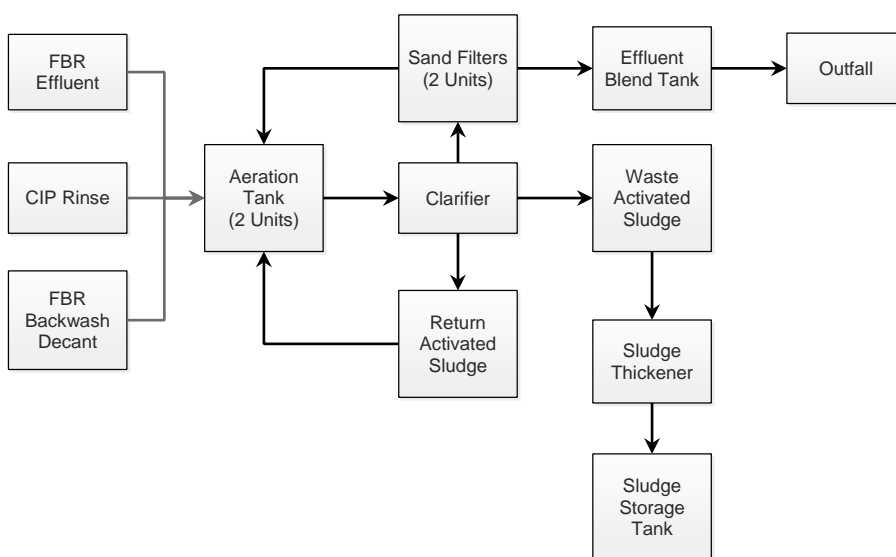 FBR
Effluent
Sand Filters
(2 Units)
Effluent
Blend Tank
Outfall
CIP Rinse
Aeration
Tank
(2 Units)
Clarifier
Waste
Activated
Sludge
FBR
Backwash
Decant
Return
Activated
Sludge
Sludge
Thickener
Sludge
Storage
Tank